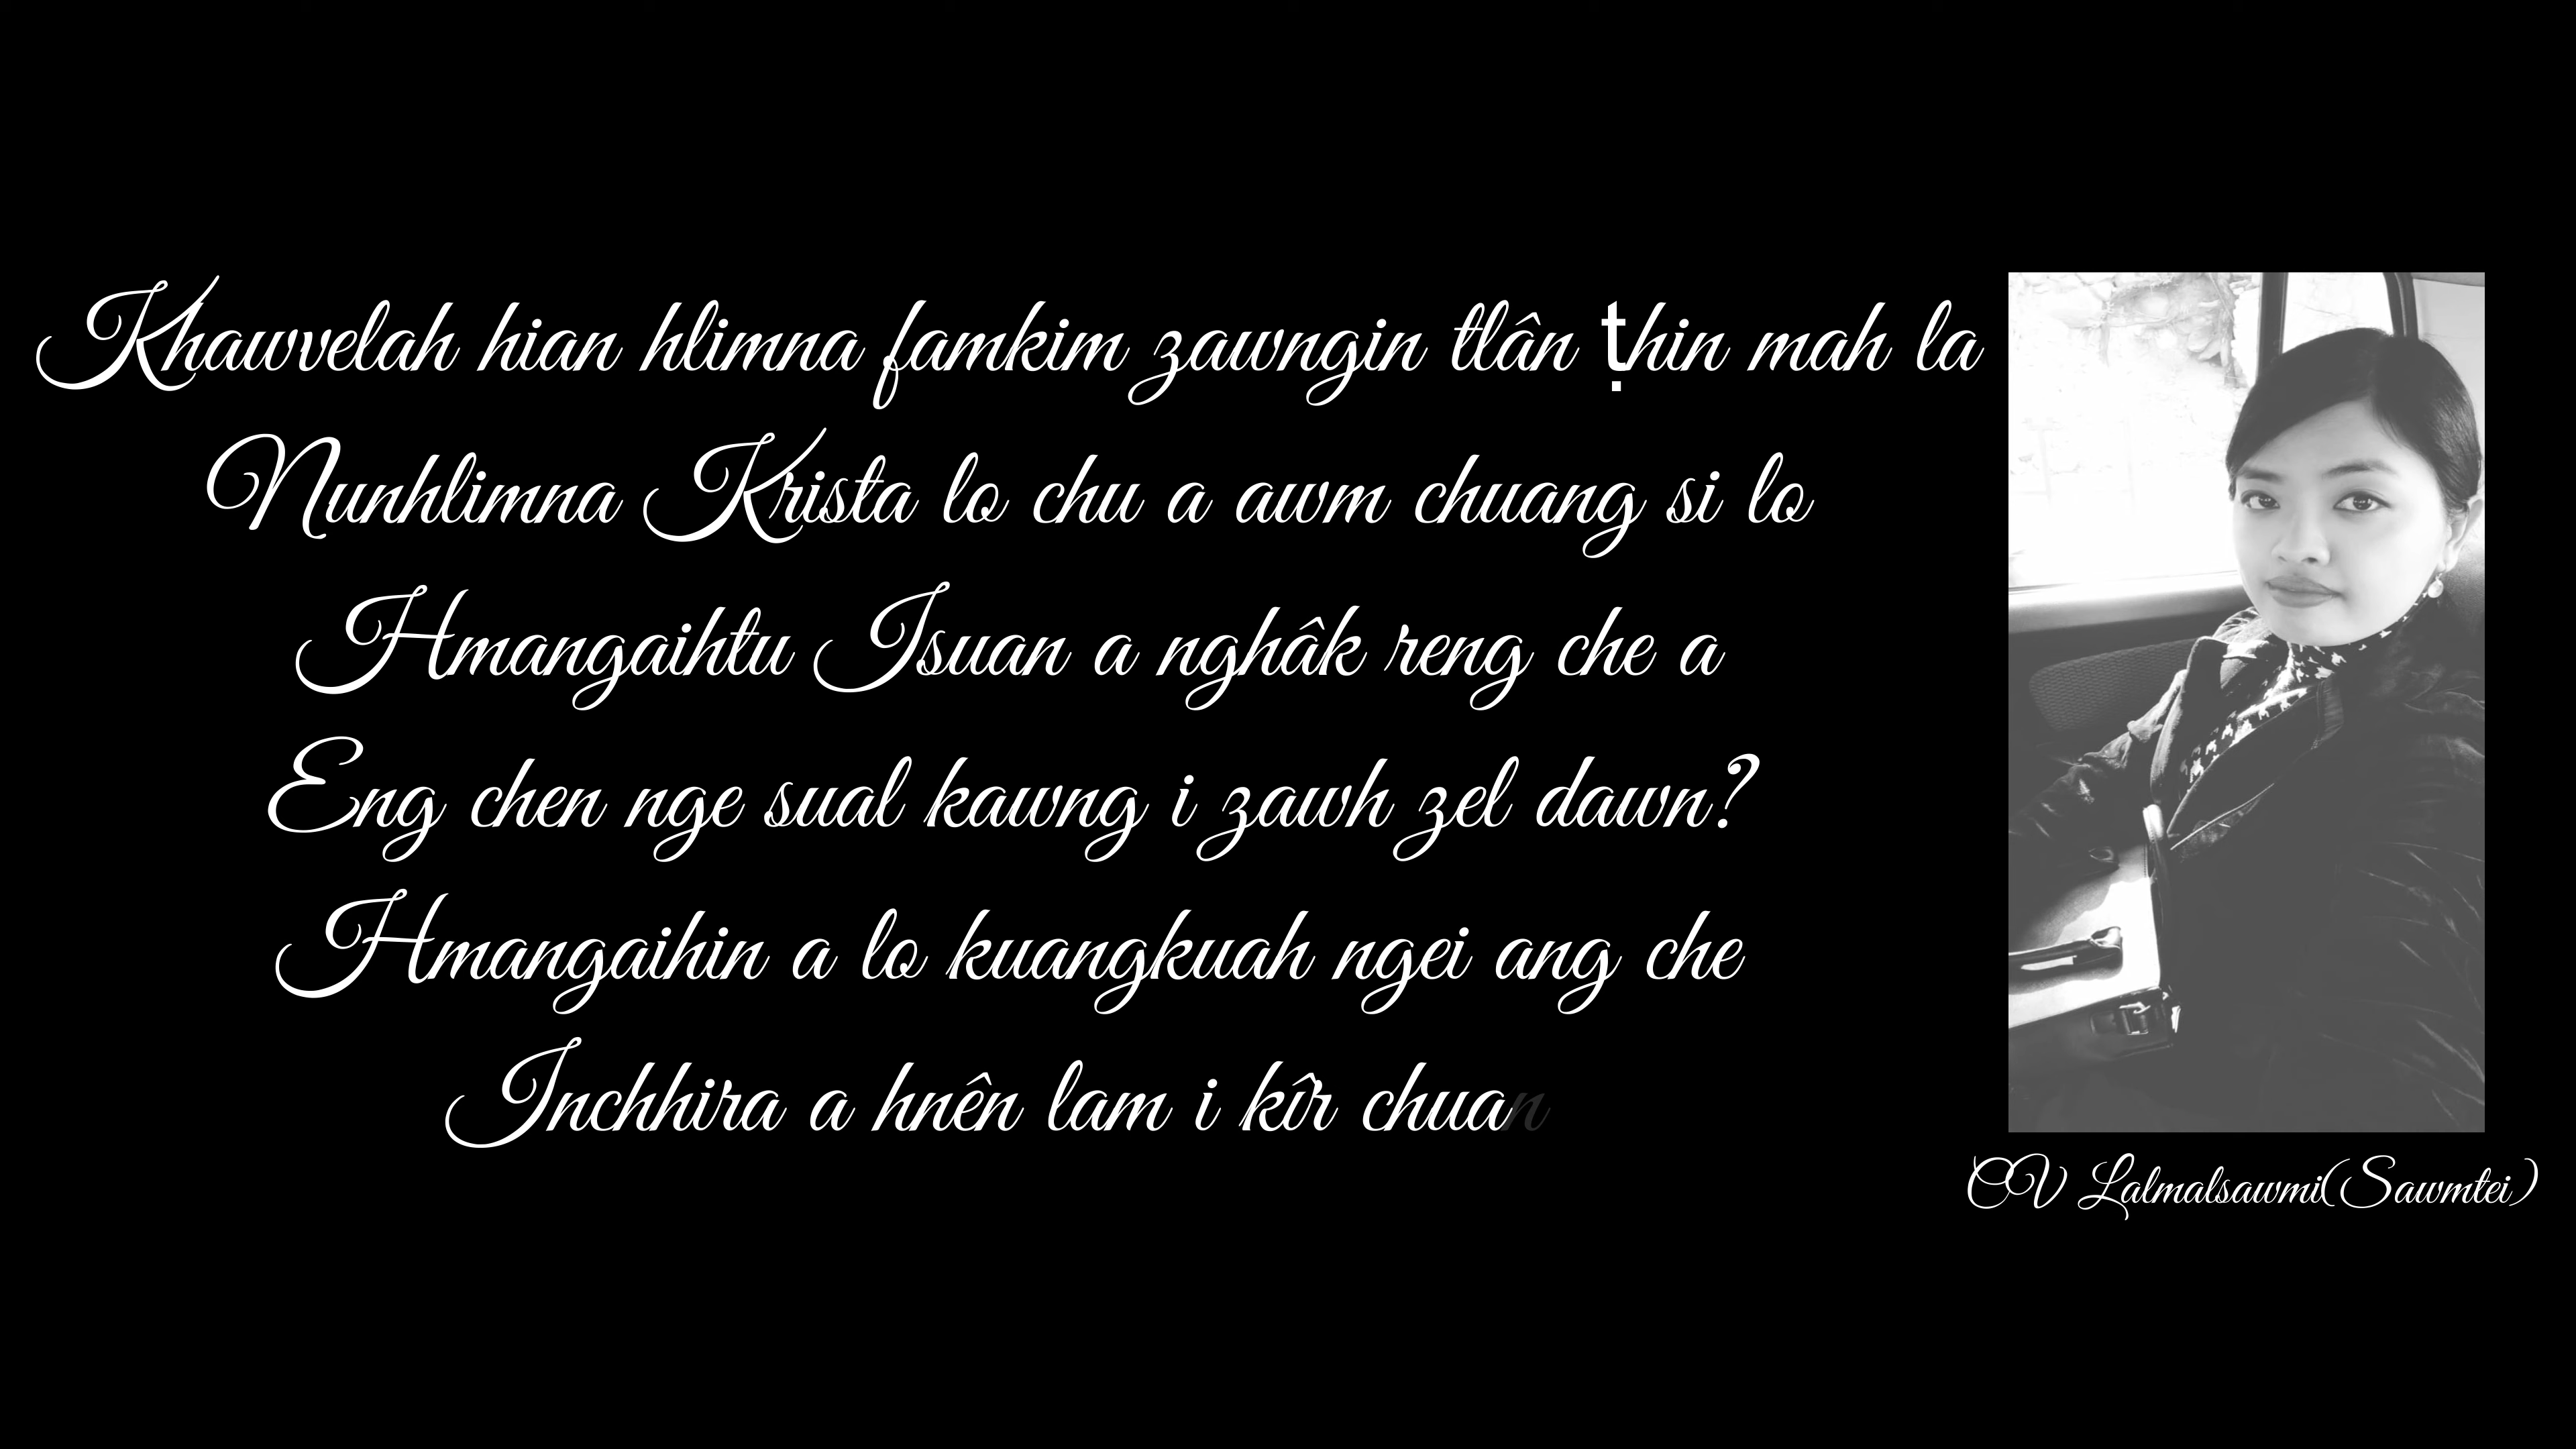 Khawvelah hian hlimna famkim zawngin tlân ṭhin mah la
Nunhlimna Krista lo chu a awm chuang si lo
Hmangaihtu Isuan a nghâk reng che a
Eng chen nge sual kawng i zawh zel dawn?
Hmangaihin a lo kuangkuah ngei ang che
Inchhira a hnên lam i kîr chuan
CV Lalmalsawmi(Sawmtei)